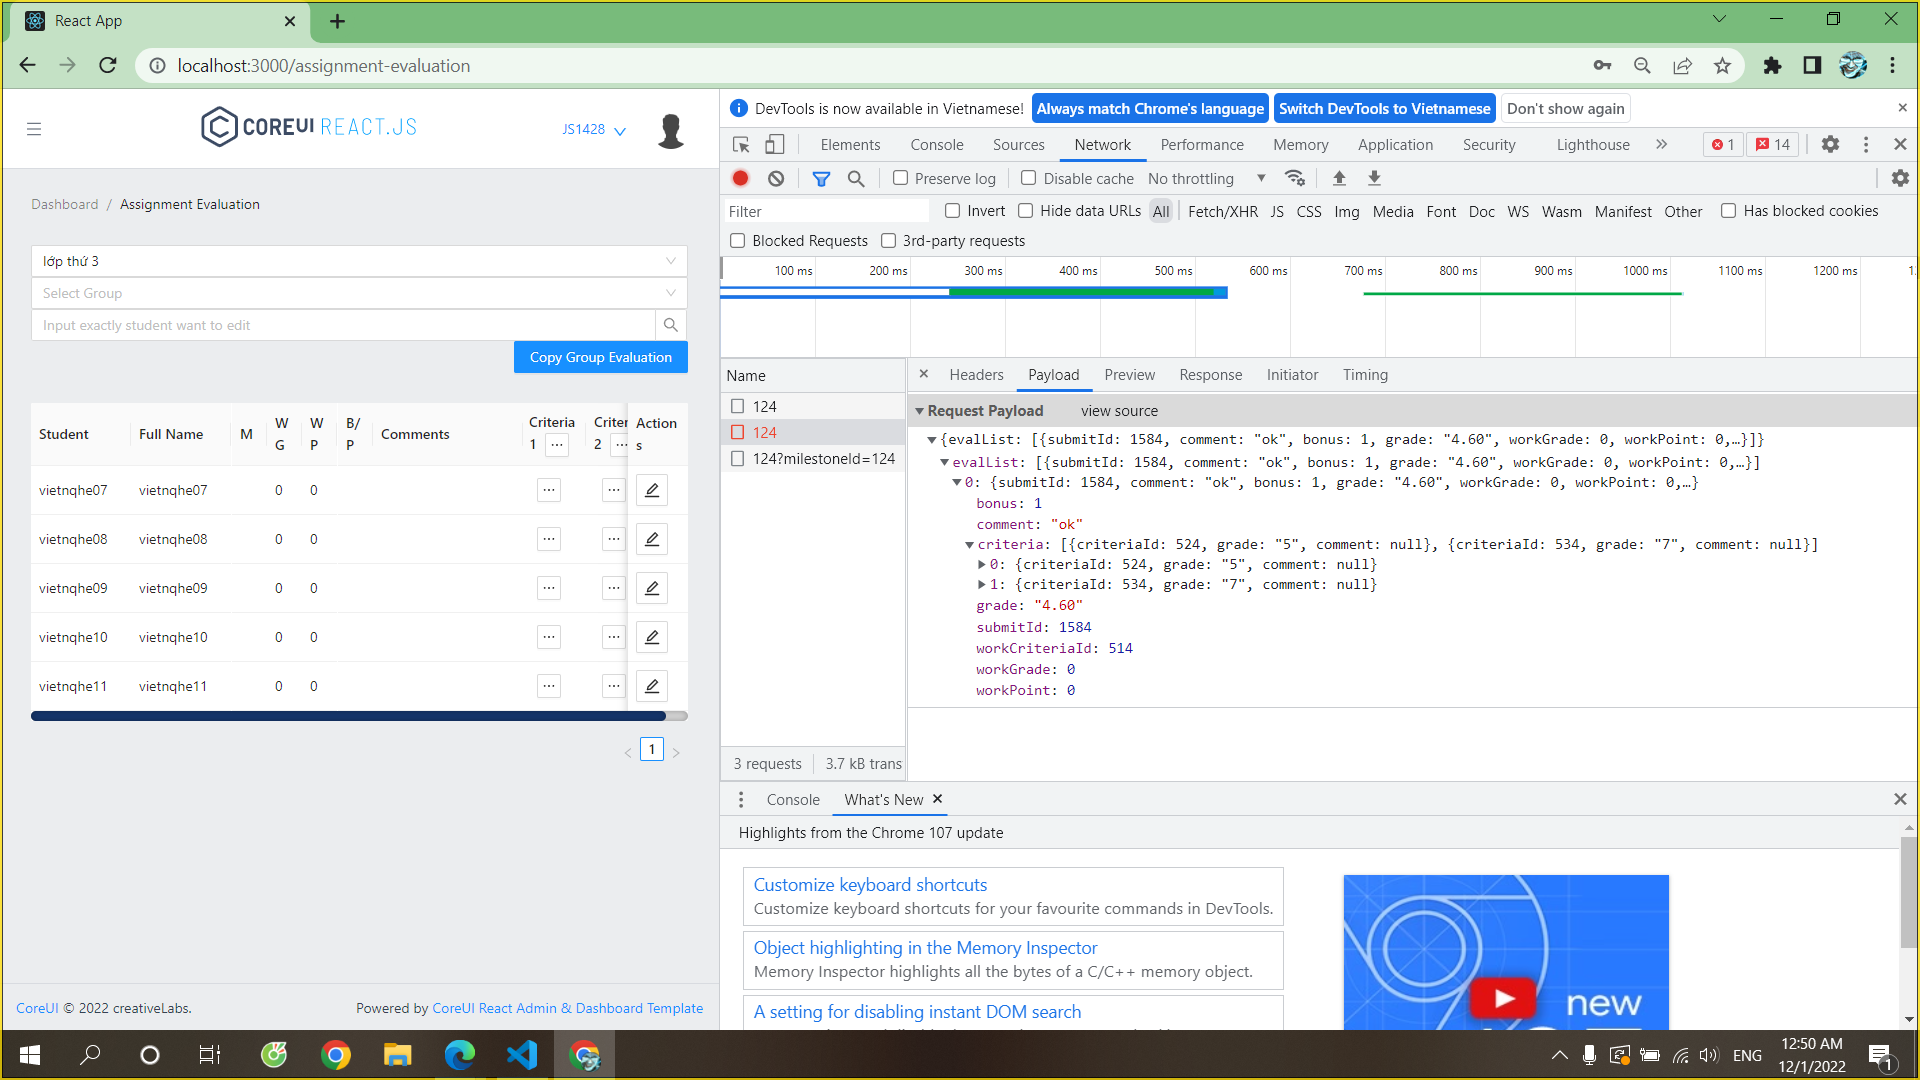 React App
localhost:3000/assignment-evaluation
COREUI REACT.JS
JS1428
Dashboard / Assignment Evaluation
lớp thứ 3
Select Group
Input exactly student want to edit
Copy Group Evaluation
Student Full Name M WG WP B/P Comments Criteria 1 ... Criter 2 ... Actions
vietnqhe07 vietnqhe07 0 0 ... ...
vietnqhe08 vietnqhe08 0 0 ... ...
vietnqhe09 vietnqhe09 0 0 ... ...
vietnqhe10 vietnqhe10 0 0 ... ...
vietnqhe11 vietnqhe11 0 0 ... ...
< 1 >
CoreUI © 2022 creativeLabs. Powered by CoreUI React Admin & Dashboard Template
DevTools is now available in Vietnamese! Always match Chrome's language Switch DevTools to Vietnamese Don't show again
Elements Console Sources Network Performance Memory Application Security Lighthouse » 1 14
Preserve log Disable cache No throttling
Filter Invert Hide data URLs All Fetch/XHR JS CSS Img Media Font Doc WS Wasm Manifest Other Has blocked cookies
Blocked Requests 3rd-party requests
100 ms 200 ms 300 ms 400 ms 500 ms 600 ms 700 ms 800 ms 900 ms 1000 ms 1100 ms 1200 ms 1.
Name
124
124
124?milestoneId=124
3 requests 3.7 kB trans
Headers Payload Preview Response Initiator Timing
Request Payload view source
{evalList: [{submitId: 1584, comment: "ok", bonus: 1, grade: "4.60", workGrade: 0, workPoint: 0,…}]}
evalList: [{submitId: 1584, comment: "ok", bonus: 1, grade: "4.60", workGrade: 0, workPoint: 0,…}]
0: {submitId: 1584, comment: "ok", bonus: 1, grade: "4.60", workGrade: 0, workPoint: 0,…}
bonus: 1
comment: "ok"
criteria: [{criteriaId: 524, grade: "5", comment: null}, {criteriaId: 534, grade: "7", comment: null}]
0: {criteriaId: 524, grade: "5", comment: null}
1: {criteriaId: 534, grade: "7", comment: null}
grade: "4.60"
submitId: 1584
workCriteriaId: 514
workGrade: 0
workPoint: 0
Console What's New
Highlights from the Chrome 107 update
Customize keyboard shortcuts
Customize keyboard shortcuts for your favourite commands in DevTools.
Object highlighting in the Memory Inspector
Memory Inspector highlights all the bytes of a C/C++ memory object.
A setting for disabling instant DOM search
new
ENG
12:50 AM
12/1/2022
1